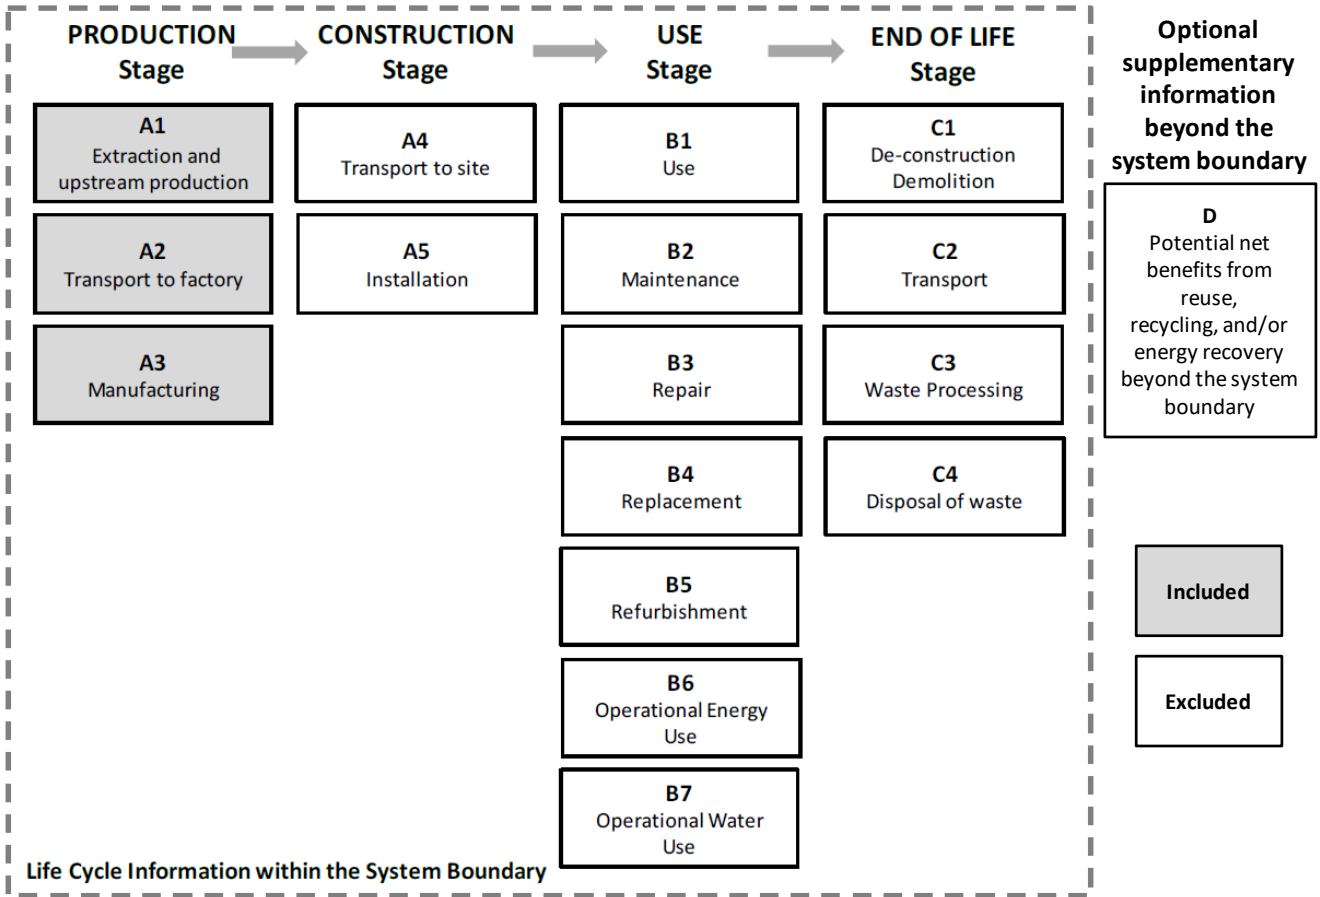 PRODUCTION
Stage
CONSTRUCTION
Stage
USE
Stage
END OF LIFE
Stage
A1
Extraction and
upstream production
A2
Transport to factory
A3
Manufacturing
A4
Transport to site
A5
Installation
B1
Use
B2
Maintenance
B3
Repair
B4
Replacement
B5
Refurbishment
B6
Operational Energy
Use
B7
Operational Water
Use
C1
De-construction
Demolition
C2
Transport
C3
Waste Processing
C4
Disposal of waste
Life Cycle Information within the System Boundary
Optional
supplementary
information
beyond the
system boundary
D
Potential net
benefits from
reuse,
recycling, and/or
energy recovery
beyond the system
boundary
Included
Excluded